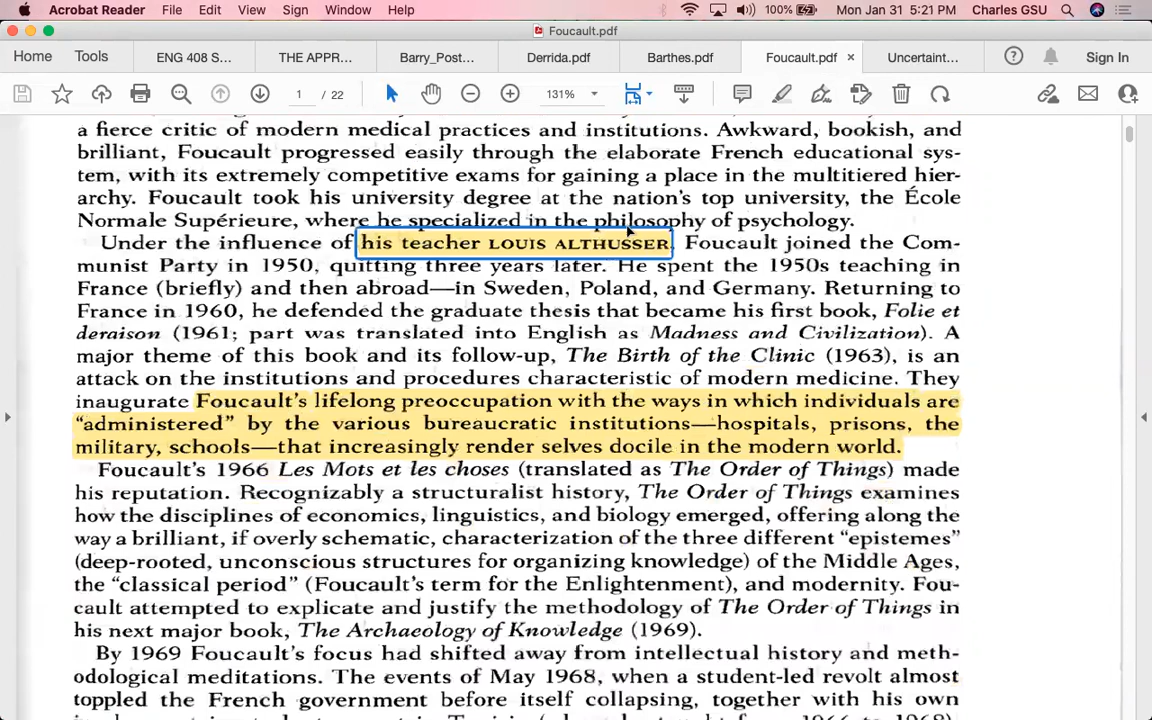 Acrobat Reader File Edit View Sign Window Help 100% Mon Jan 31 5:21 PM Charles GSU
Foucault.pdf
Home Tools ENG 408 S... THE APPR... Barry_Post... Derrida.pdf Barthes.pdf Foucault.pdf × Uncertaint... Sign In
1 / 22 131%
a fierce critic of modern medical practices and institutions. Awkward, bookish, and
brilliant, Foucault progressed easily through the elaborate French educational sys-
tem, with its extremely competitive exams for gaining a place in the multitiered hier-
archy. Foucault took his university degree at the nation's top university, the École
Normale Supérieure, where he specialized in the philosophy of psychology.
Under the influence of his teacher LOUIS ALTHUSSER, Foucault joined the Com-
munist Party in 1950, quitting three years later. He spent the 1950s teaching in
France (briefly) and then abroad—in Sweden, Poland, and Germany. Returning to
France in 1960, he defended the graduate thesis that became his first book, Folie et
deraison (1961; part was translated into English as Madness and Civilization). A
major theme of this book and its follow-up, The Birth of the Clinic (1963), is an
attack on the institutions and procedures characteristic of modern medicine. They
inaugurate Foucault's lifelong preoccupation with the ways in which individuals are
“administered” by the various bureaucratic institutions—hospitals, prisons, the
military, schools—that increasingly render selves docile in the modern world.
Foucault's 1966 Les Mots et les choses (translated as The Order of Things) made
his reputation. Recognizably a structuralist history, The Order of Things examines
how the disciplines of economics, linguistics, and biology emerged, offering along the
way a brilliant, if overly schematic, characterization of the three different “epistemes”
(deep-rooted, unconscious structures for organizing knowledge) of the Middle Ages,
the “classical period” (Foucault's term for the Enlightenment), and modernity. Fou-
cault attempted to explicate and justify the methodology of The Order of Things in
his next major book, The Archaeology of Knowledge (1969).
By 1969 Foucault's focus had shifted away from intellectual history and meth-
odological meditations. The events of May 1968, when a student-led revolt almost
toppled the French government before itself collapsing, together with his own